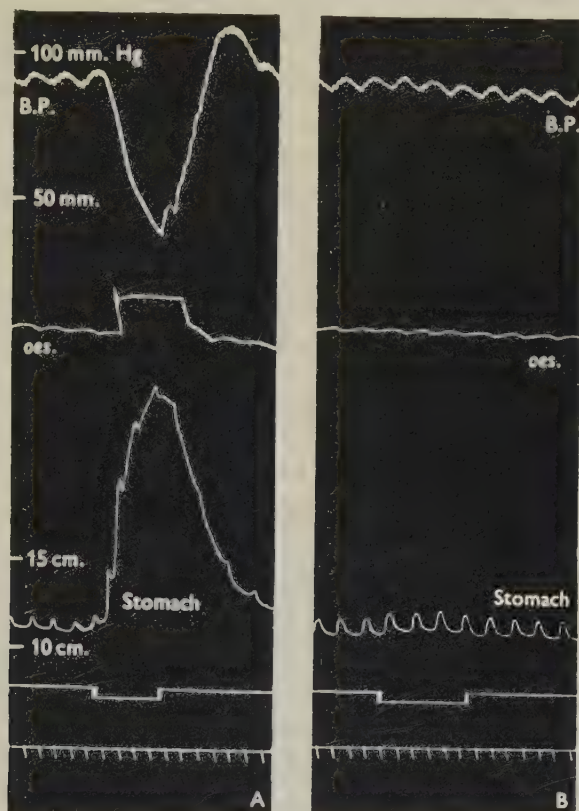 100 mm. Hg
B.P.
50 mm.
oes.
15 cm.
Stomach
10 cm.
A
B.P.
oes.
Stomach
B